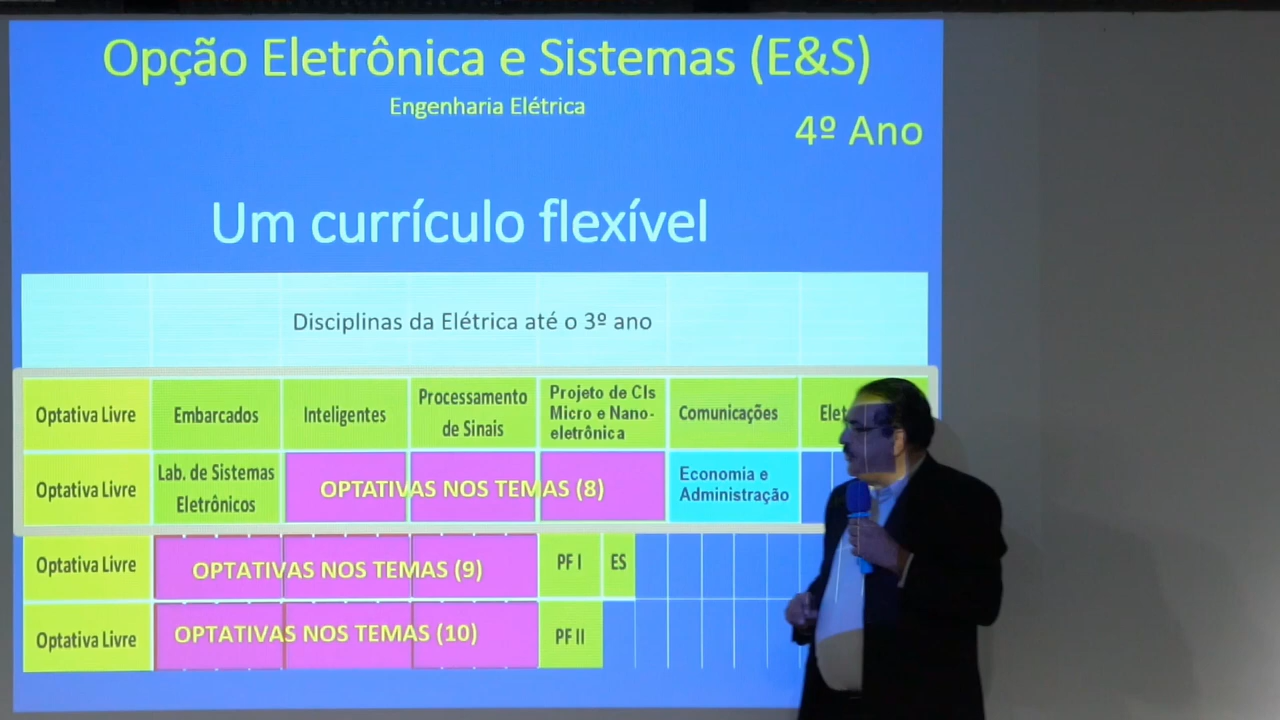 Opção Eletrônica e Sistemas (E&S)
Engenharia Elétrica
4º Ano
Um currículo flexível
Disciplinas da Elétrica até o 3º ano
Optativa Livre
Embarcados
Inteligentes
Processamento
de Sinais
Projeto de CIs
Micro e Nano-
eletrônica
Comunicações
Optativa Livre
Lab. de Sistemas
Eletrônicos
OPTATIVAS NOS TEMAS (8)
Economia e
Administração
Optativa Livre
OPTATIVAS NOS TEMAS (9)
PF I
ES
Optativa Livre
OPTATIVAS NOS TEMAS (10)
PF II